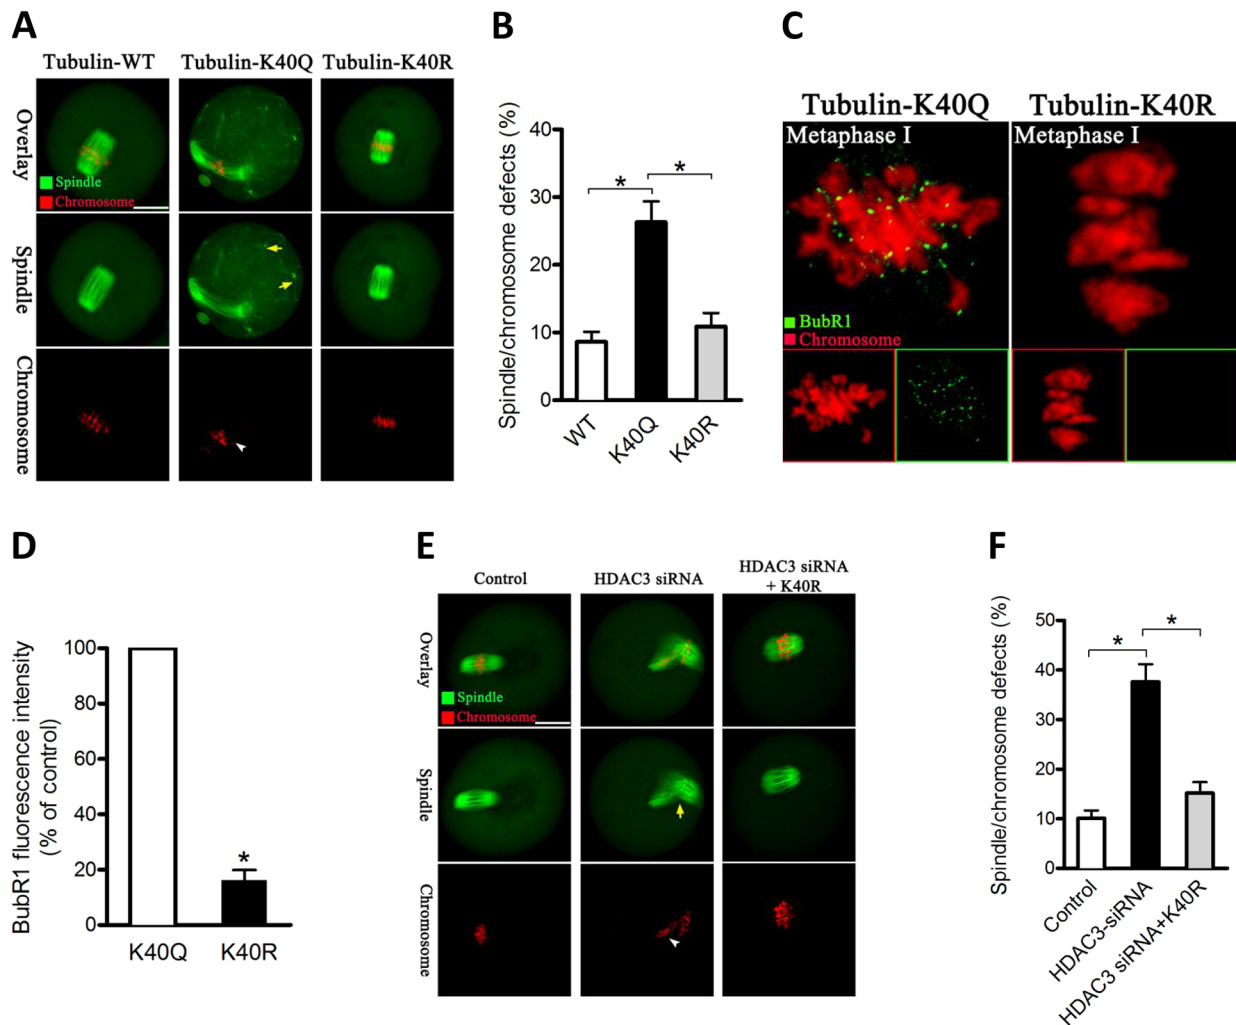 A
Tubulin-WT
Tubulin-K40Q
Tubulin-K40R
Overlay
Spindle
Chromosome
Spindle
Chromosome
B
Spindle/chromosome defects (%)
40
30
20
10
0
*
*
WT
K40Q
K40R
C
Tubulin-K40Q
Tubulin-K40R
Metaphase I
Metaphase I
BubR1
Chromosome
D
BubR1 fluorescence intensity
(% of control)
100
80
60
40
20
0
*
K40Q
K40R
E
Control
HDAC3 siRNA
HDAC3 siRNA
+ K40R
Overlay
Spindle
Chromosome
Spindle
Chromosome
F
Spindle/chromosome defects (%)
50
40
30
20
10
0
*
*
Control
HDAC3-siRNA
HDAC3 siRNA+K40R